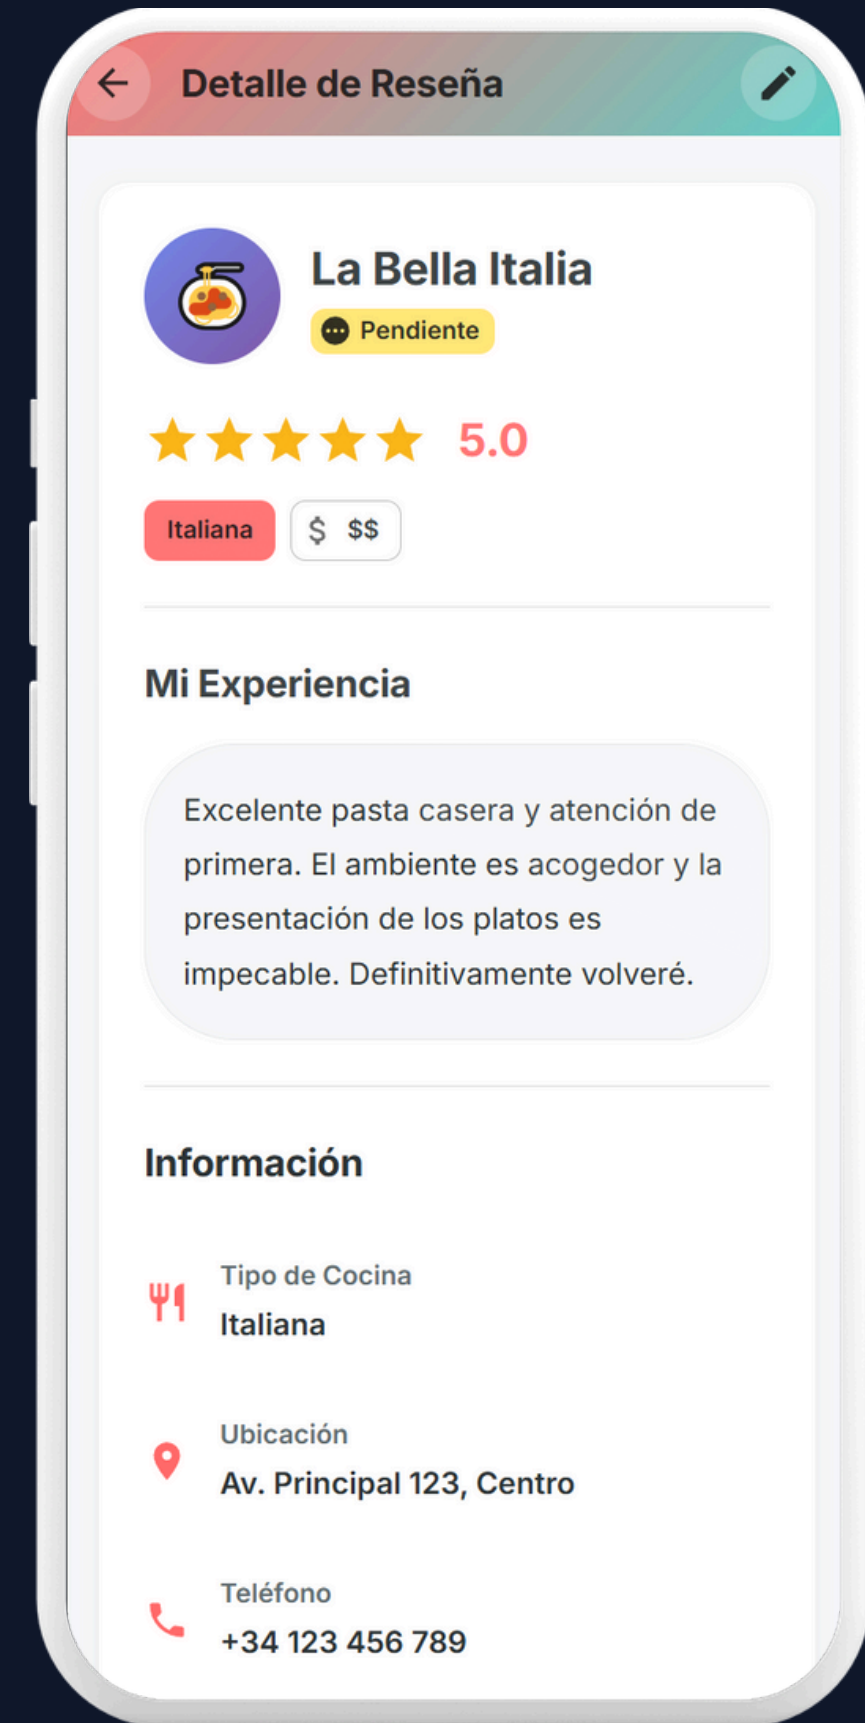 Detalle de Reseña
La Bella Italia
Pendiente
5.0
Italiana
$ $$
Mi Experiencia
Excelente pasta casera y atención de
primera. El ambiente es acogedor y la
presentación de los platos es
impecable. Definitivamente volveré.
Información
Tipo de Cocina
Italiana
Ubicación
Av. Principal 123, Centro
Teléfono
+34 123 456 789